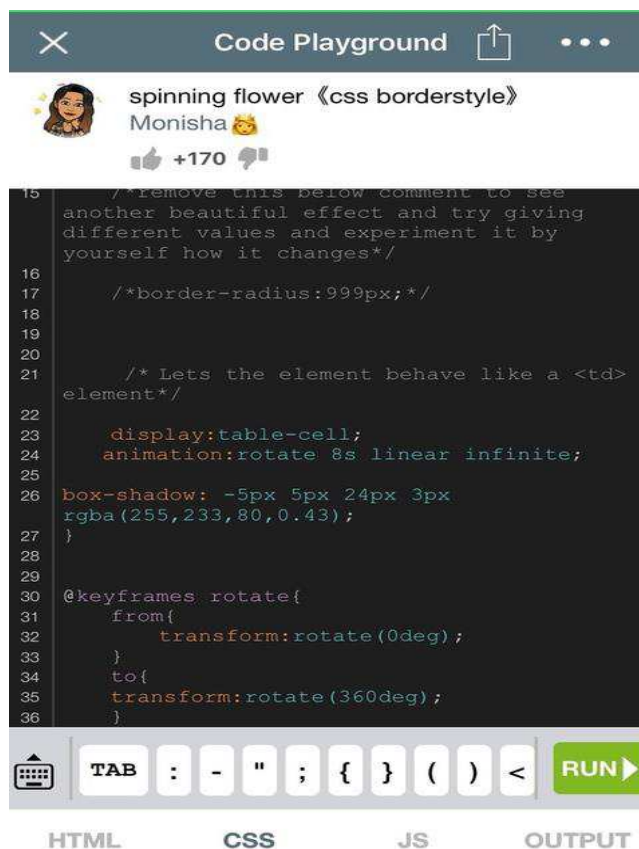 Code Playground
spinning flower 《css borderstyle》
Monisha
+170
15 /*remove this below comment to see
another beautiful effect and try giving
different values and experiment it by
yourself how it changes*/
16
17 /*border-radius:999px;*/
18
19
20
21 /* Lets the element behave like a <td>
element*/
22
23 display:table-cell;
24 animation:rotate 8s linear infinite;
25
26 box-shadow: -5px 5px 24px 3px
rgba(255,233,80,0.43);
27 }
28
29
30 @keyframes rotate{
31 from{
32 transform:rotate(0deg);
33 }
34 to{
35 transform:rotate(360deg);
36 }
TAB : - " ; { } ( ) < RUN
HTML CSS JS OUTPUT